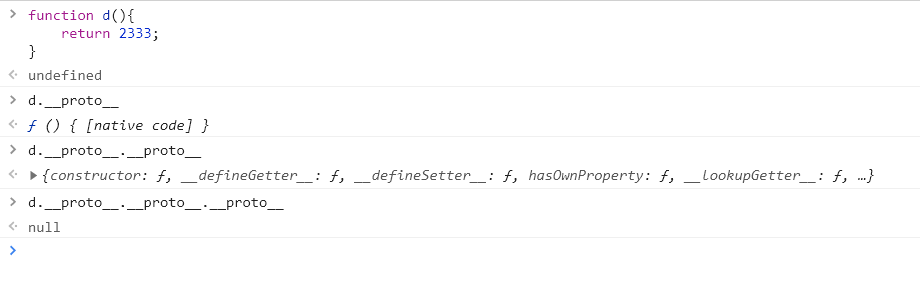 > function d(){
return 2333;
}
<· undefined
> d.__proto__
<· ƒ () { [native code] }
> d.__proto__.__proto__
<· ▶{constructor: ƒ, __defineGetter__: ƒ, __defineSetter__: ƒ, hasOwnProperty: ƒ, __lookupGetter__: ƒ, …}
> d.__proto__.__proto__.__proto__
<· null
>